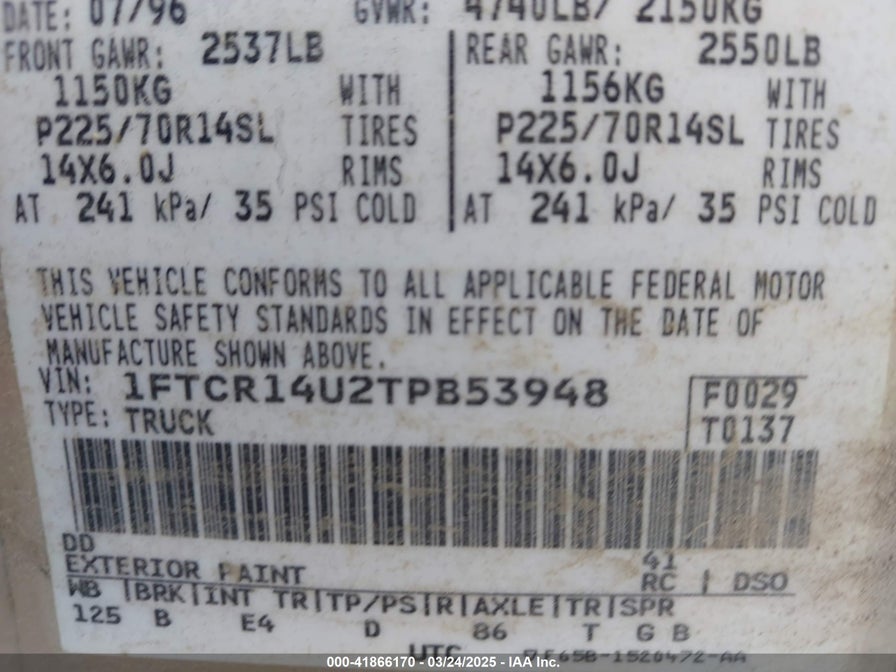 DATE: 07/96 GVWR: 4740LB/ 2150KG
FRONT GAWR: 2537LB REAR GAWR: 2550LB
1150KG WITH 1156KG WITH
P225/70R14SL TIRES P225/70R14SL TIRES
14X6.0J RIMS 14X6.0J RIMS
AT 241 kPa/ 35 PSI COLD AT 241 kPa/ 35 PSI COLD
THIS VEHICLE CONFORMS TO ALL APPLICABLE FEDERAL MOTOR
VEHICLE SAFETY STANDARDS IN EFFECT ON THE DATE OF
MANUFACTURE SHOWN ABOVE.
VIN: 1FTCR14U2TPB53948 F0029
TYPE: TRUCK T0137
DD 41
EXTERIOR PAINT RC | DSO
WB |BRK|INT TR|TP/PS|R|AXLE|TR|SPR
125 B E4 D 86 T G B
UTC
000-41866170 - 03/24/2025 - IAA Inc.